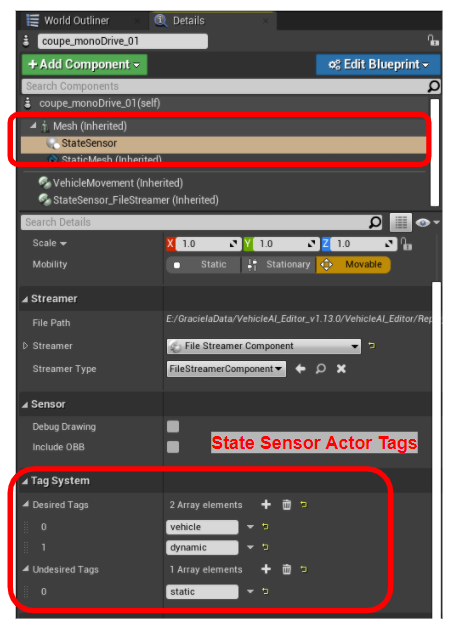 World Outliner
Details
coupe_monoDrive_01
+Add Component
Edit Blueprint
Search Components
coupe_monoDrive_01(self)
Mesh (Inherited)
StateSensor
StaticMesh (Inherited)
VehicleMovement (Inherited)
StateSensor_FileStreamer (Inherited)
Search Details
Scale
X 1.0
Y 1.0
Z 1.0
Mobility
Static
Stationary
Movable
Streamer
File Path
E:/GracielaData/VehicleAI_Editor_v1.13.0/VehicleAI_Editor/Rep
Streamer
File Streamer Component
Streamer Type
FileStreamerComponent
Sensor
Debug Drawing
Include OBB
State Sensor Actor Tags
Tag System
Desired Tags
2 Array elements
0
vehicle
1
dynamic
Undesired Tags
1 Array elements
0
static